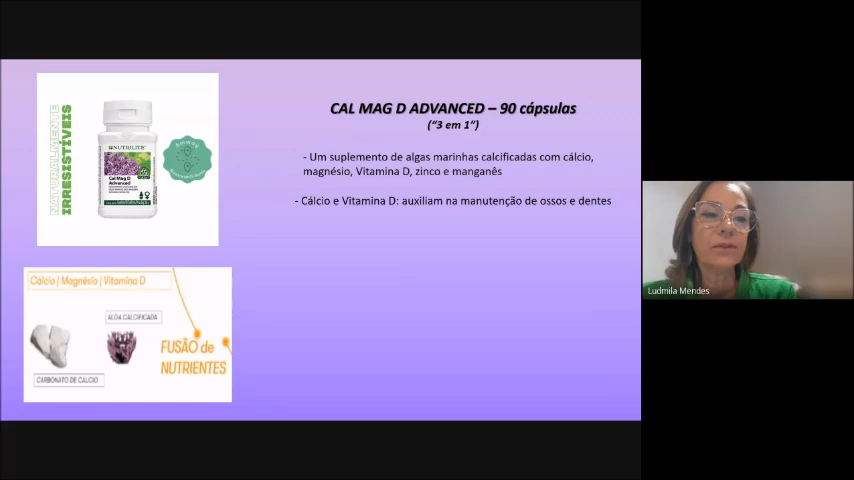 CAL MAG D ADVANCED – 90 cápsulas
("3 em 1")
- Um suplemento de algas marinhas calcificadas com cálcio,
magnésio, Vitamina D, zinco e manganês
- Cálcio e Vitamina D: auxiliam na manutenção de ossos e dentes
NATURALMENTE
IRRESISTÍVEIS
NUTRILITE
Cal Mag D
Advanced
Cálcio | Magnésio | Vitamina D
ALGA CALCIFICADA
FUSÃO de
NUTRIENTES
CARBONATO DE CALCIO
Ludmila Mendes